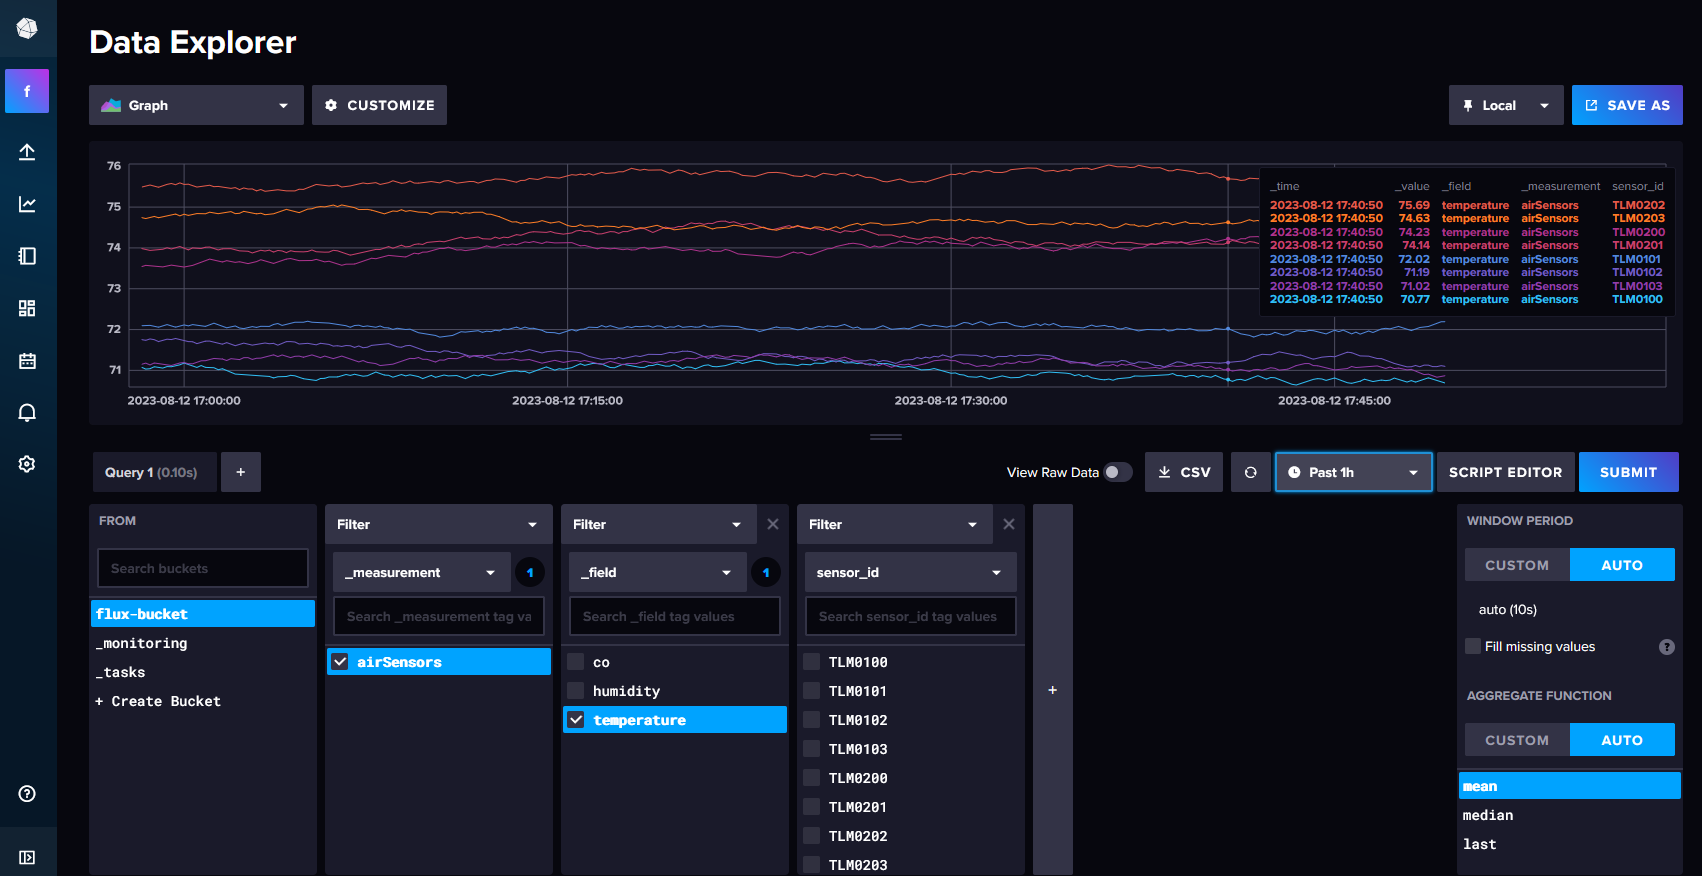 Data Explorer
f
Graph
CUSTOMIZE
Local
SAVE AS
76
75
74
73
72
71
2023-08-12 17:00:00
2023-08-12 17:15:00
2023-08-12 17:30:00
2023-08-12 17:45:00
_time _value _field _measurement sensor_id
2023-08-12 17:40:50 75.69 temperature airSensors TLM0202
2023-08-12 17:40:50 74.63 temperature airSensors TLM0203
2023-08-12 17:40:50 74.23 temperature airSensors TLM0200
2023-08-12 17:40:50 74.14 temperature airSensors TLM0201
2023-08-12 17:40:50 72.02 temperature airSensors TLM0101
2023-08-12 17:40:50 71.19 temperature airSensors TLM0102
2023-08-12 17:40:50 71.02 temperature airSensors TLM0103
2023-08-12 17:40:50 70.77 temperature airSensors TLM0100
Query 1 (0.10s)
+
View Raw Data
CSV
Past 1h
SCRIPT EDITOR
SUBMIT
FROM
Search buckets
flux-bucket
_monitoring
_tasks
+ Create Bucket
Filter
_measurement
1
Search _measurement tag va
airSensors
Filter
_field
1
Search _field tag values
co
humidity
temperature
Filter
sensor_id
Search sensor_id tag values
TLM0100
TLM0101
TLM0102
TLM0103
TLM0200
TLM0201
TLM0202
TLM0203
+
WINDOW PERIOD
CUSTOM
AUTO
auto (10s)
Fill missing values
?
AGGREGATE FUNCTION
CUSTOM
AUTO
mean
median
last